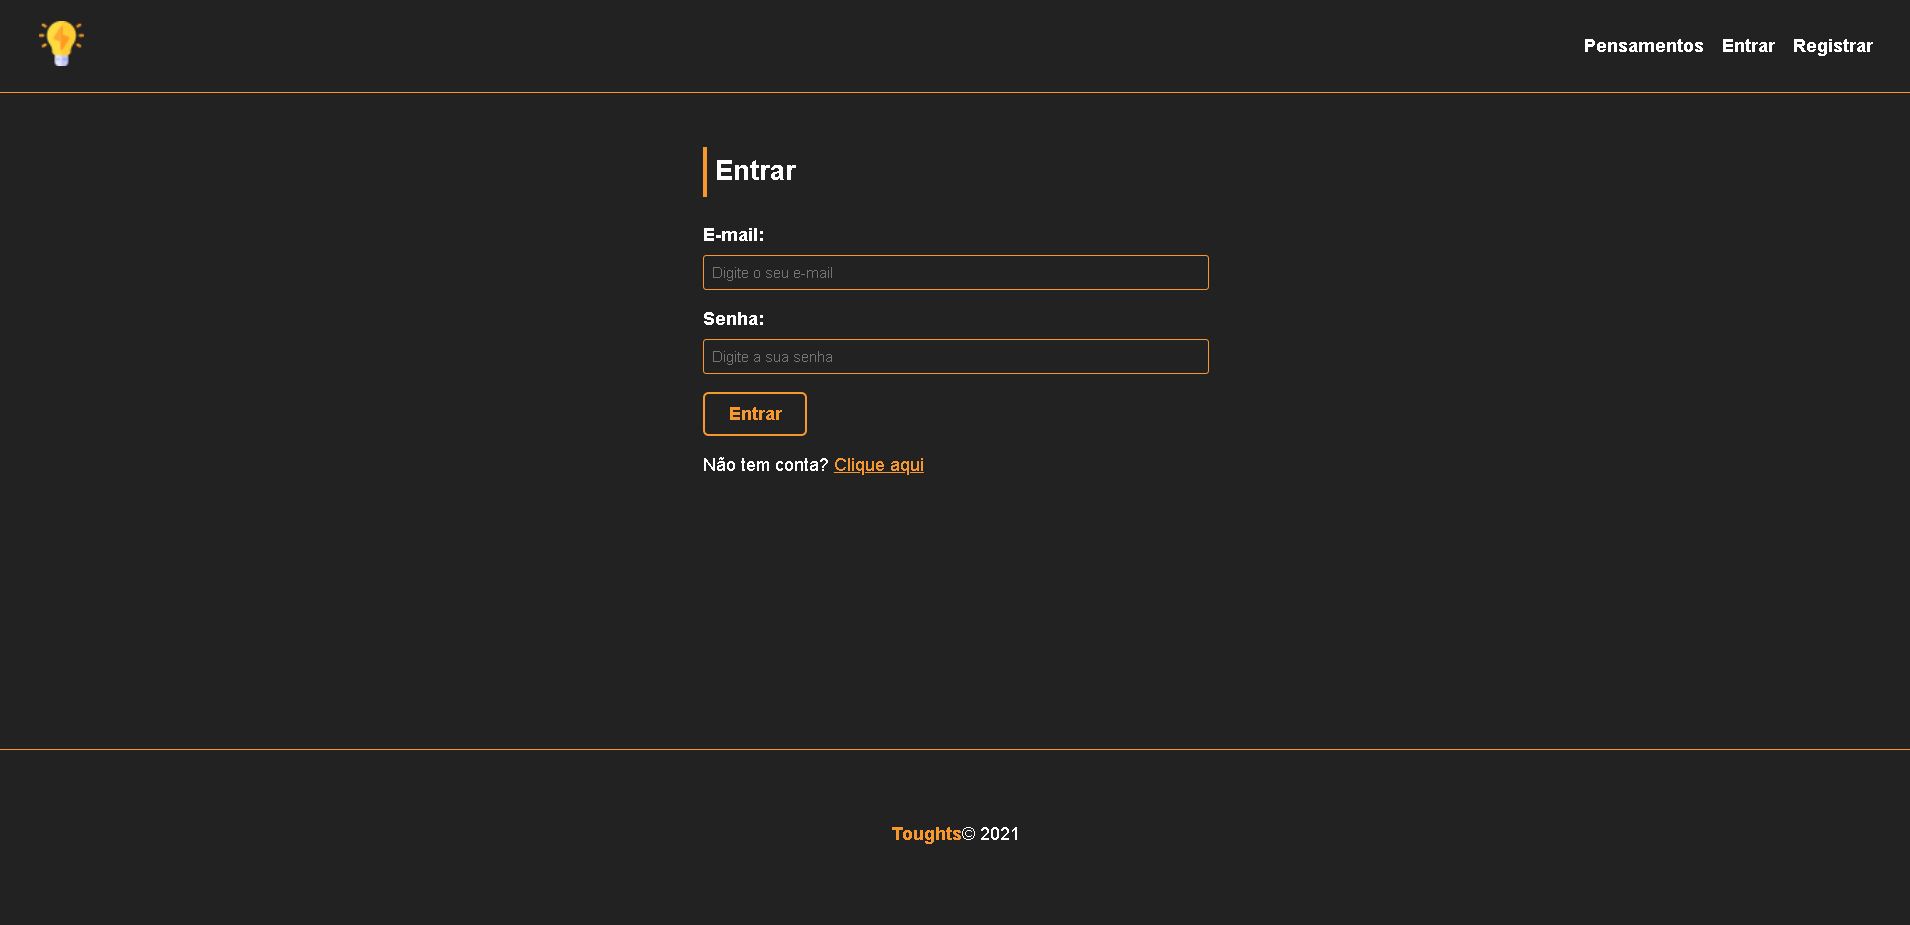 Pensamentos Entrar Registrar
Entrar
E-mail:
Digite o seu e-mail
Senha:
Digite a sua senha
Entrar
Não tem conta? Clique aqui
Toughts© 2021